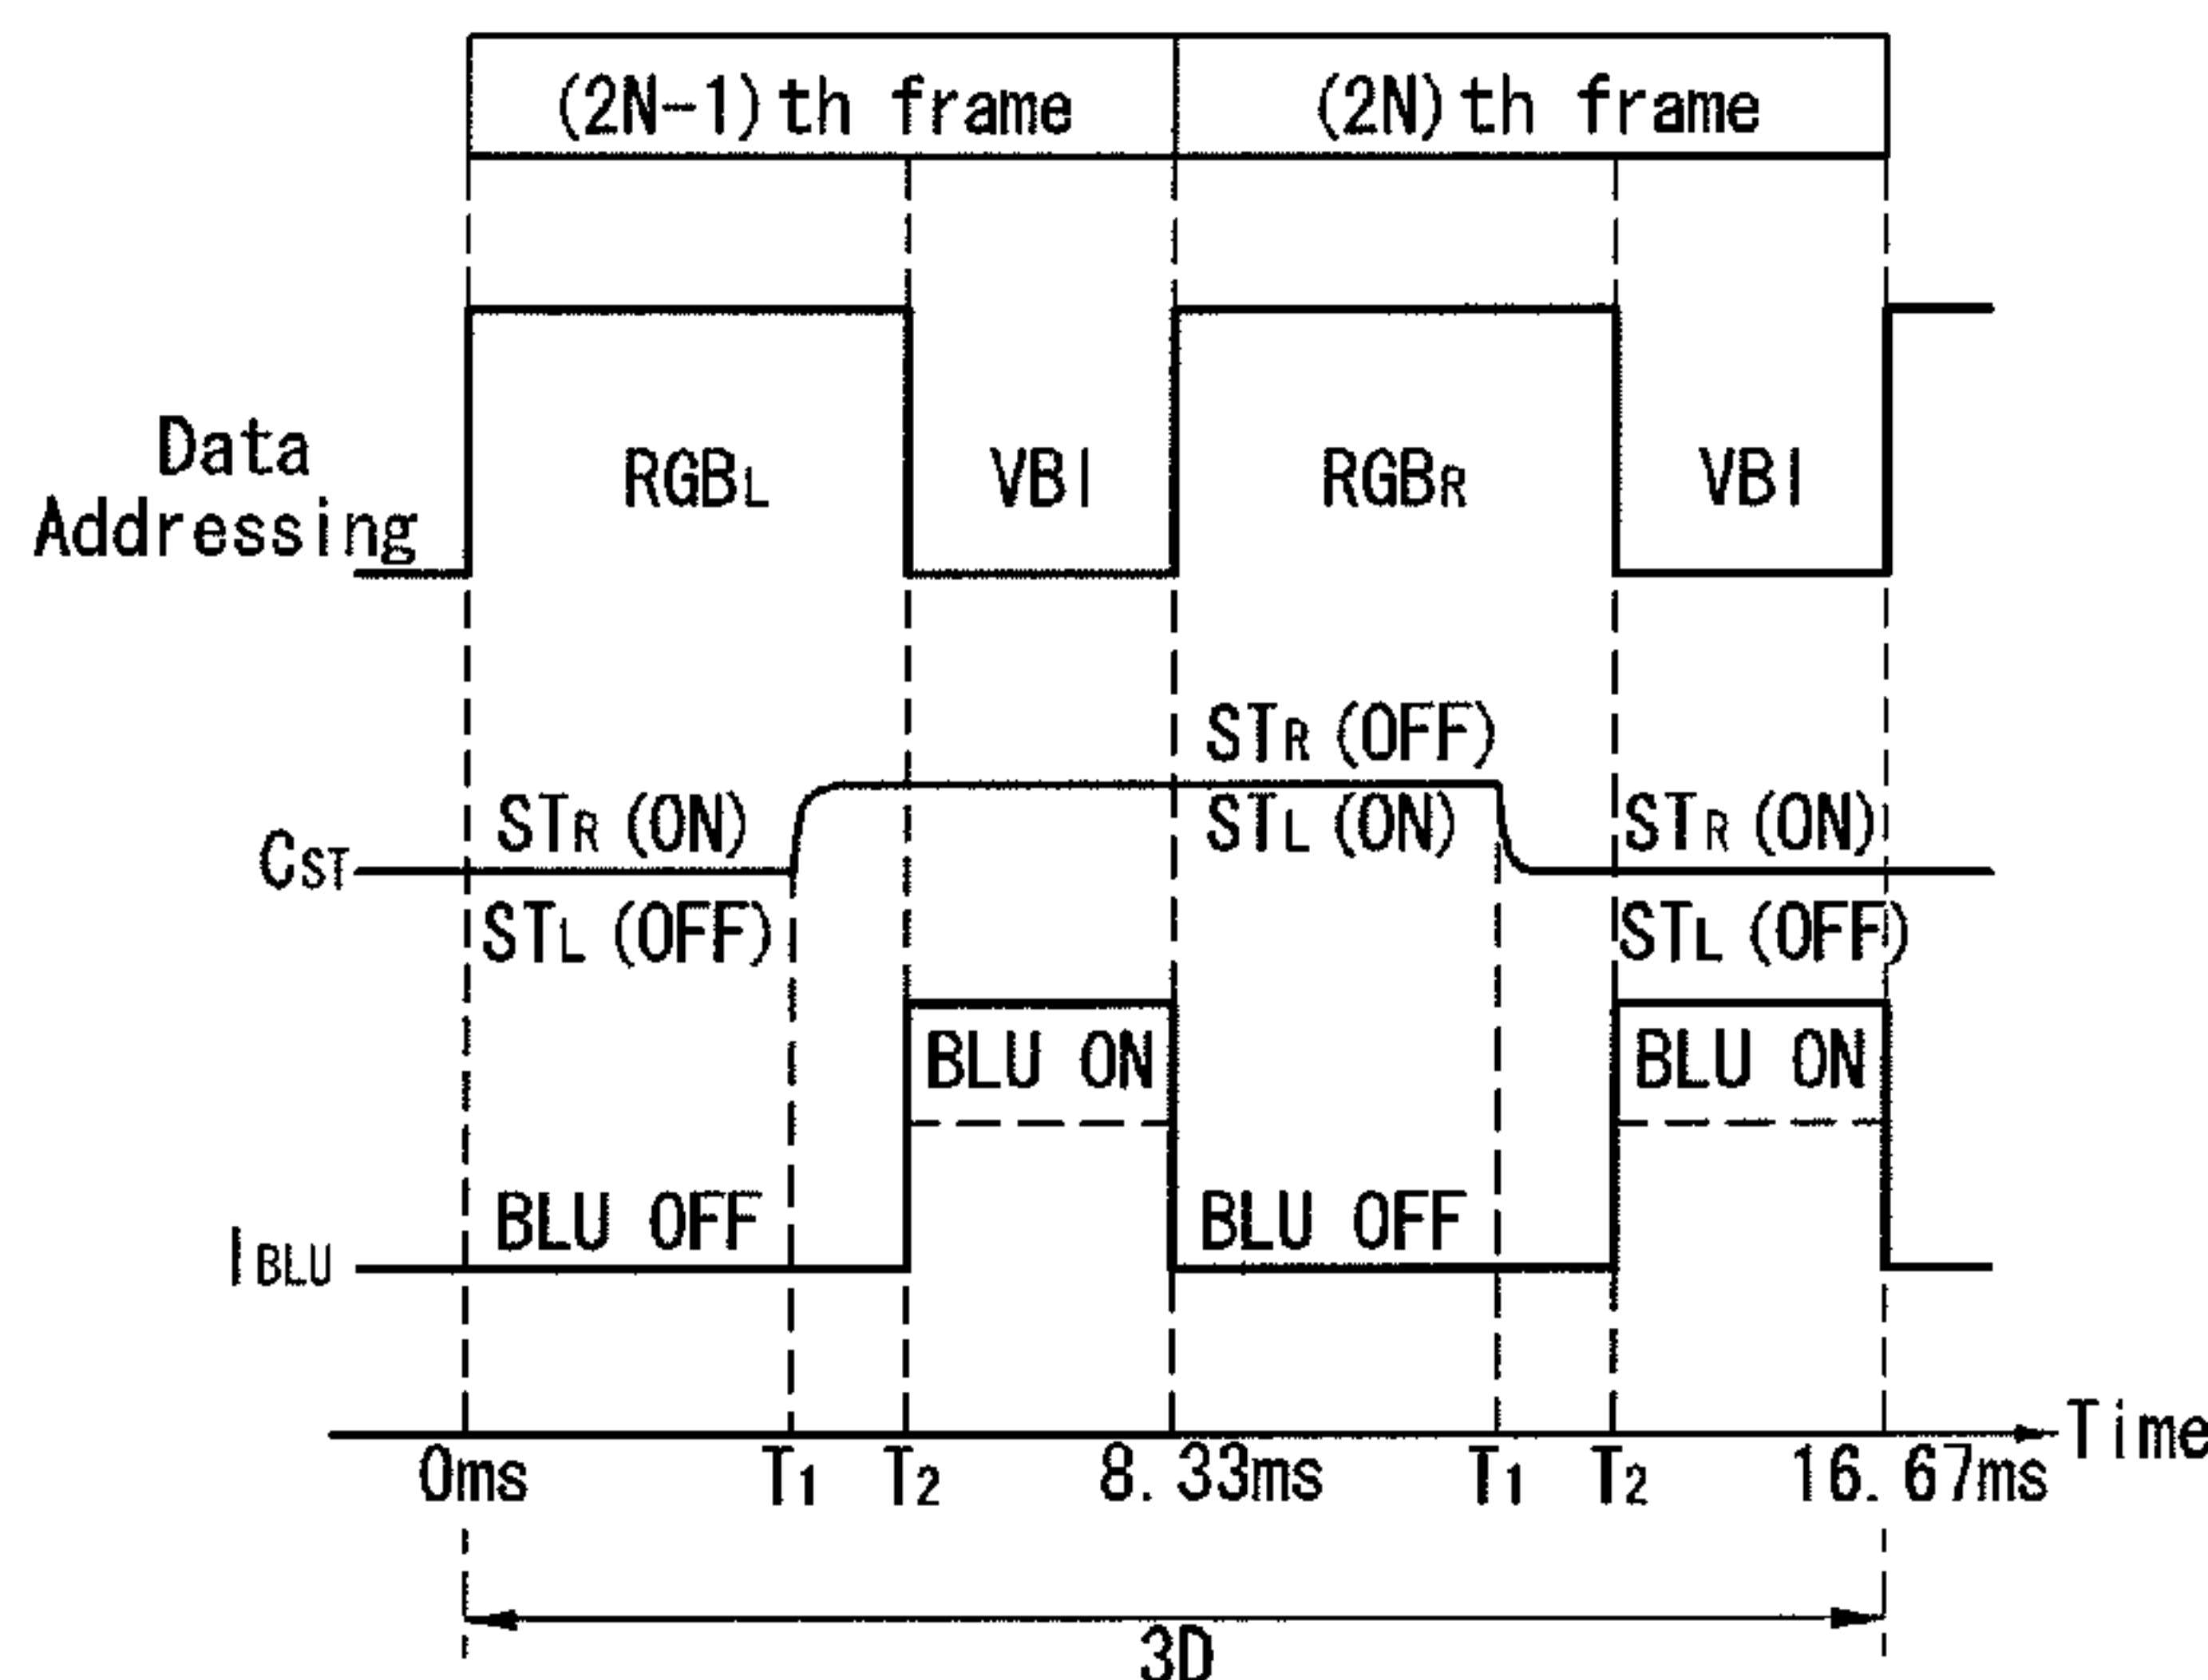 (2N-1)th frame (2N)th frame
Data
Addressing
RGBL VBI RGBR VBI
STR (OFF)
STR (ON) STL (ON) STR (ON)
CST
STL (OFF) STL (OFF)
BLU ON BLU ON
BLU OFF BLU OFF
IBLU
Time
0ms T1 T2 8.33ms T1 T2 16.67ms
3D